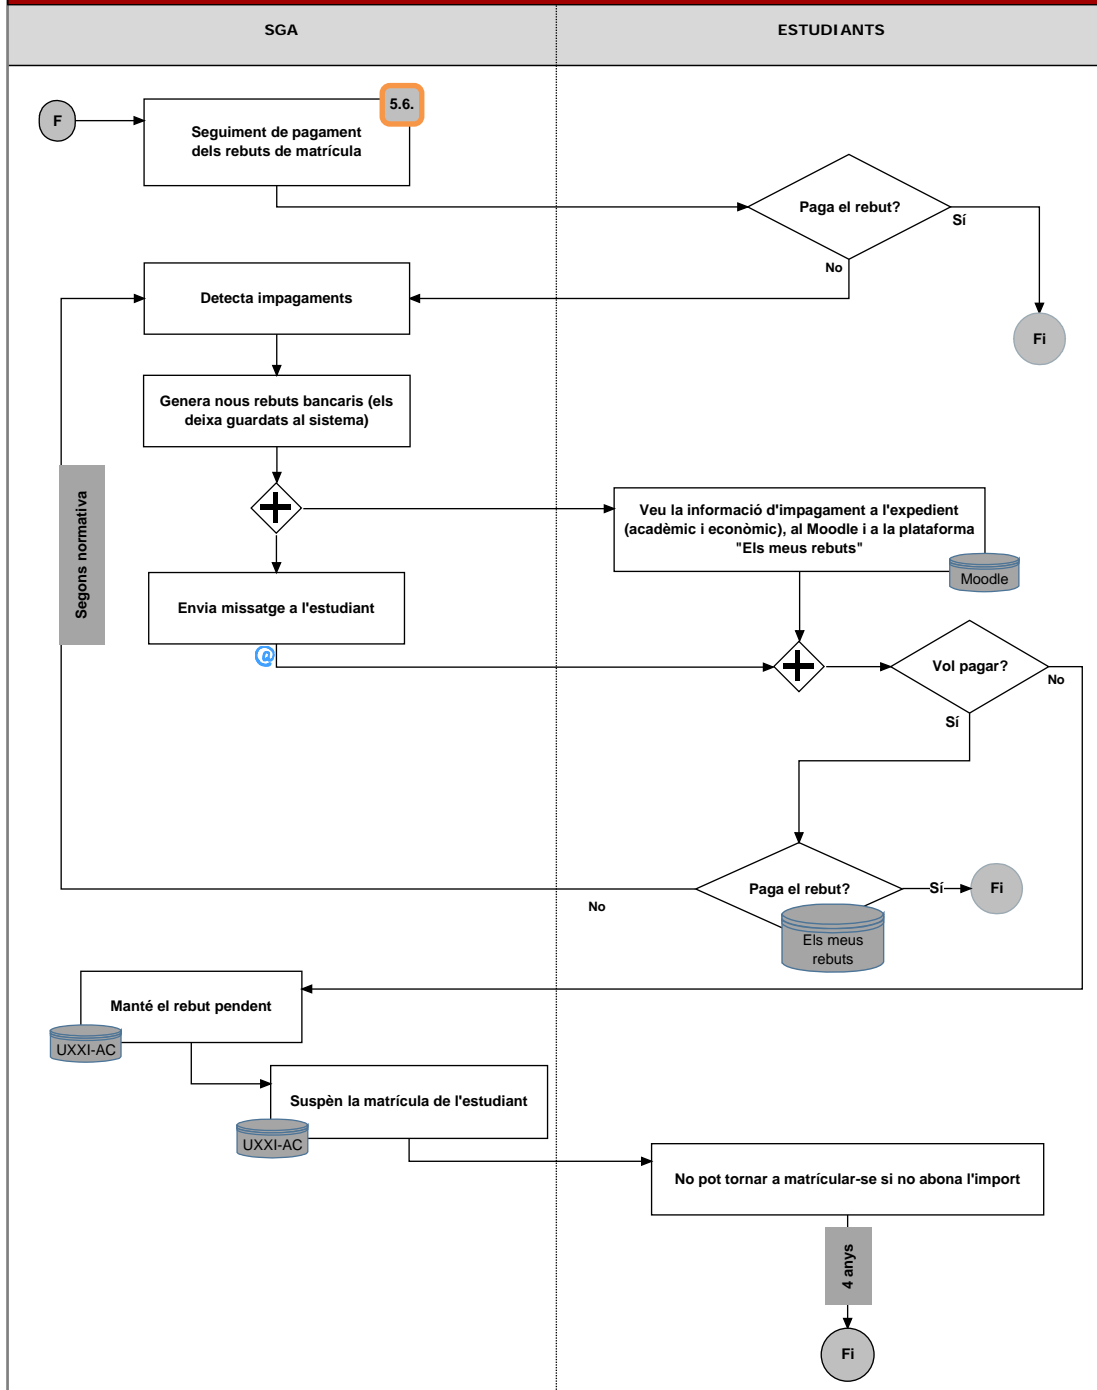 SGA
ESTUDIANTS
5.6.
F
Seguiment de pagament
dels rebuts de matrícula
Paga el rebut?
Sí
No
Detecta impagaments
Fi
Genera nous rebuts bancaris (els
deixa guardats al sistema)
Segons normativa
Veu la informació d'impagament a l'expedient
(acadèmic i econòmic), al Moodle i a la plataforma
"Els meus rebuts"
Moodle
Envia missatge a l'estudiant
@
Vol pagar?
No
Sí
Paga el rebut?
Sí
Fi
No
Els meus
rebuts
Manté el rebut pendent
UXXI-AC
Suspèn la matrícula de l'estudiant
UXXI-AC
No pot tornar a matrícular-se si no abona l'import
4 anys
Fi